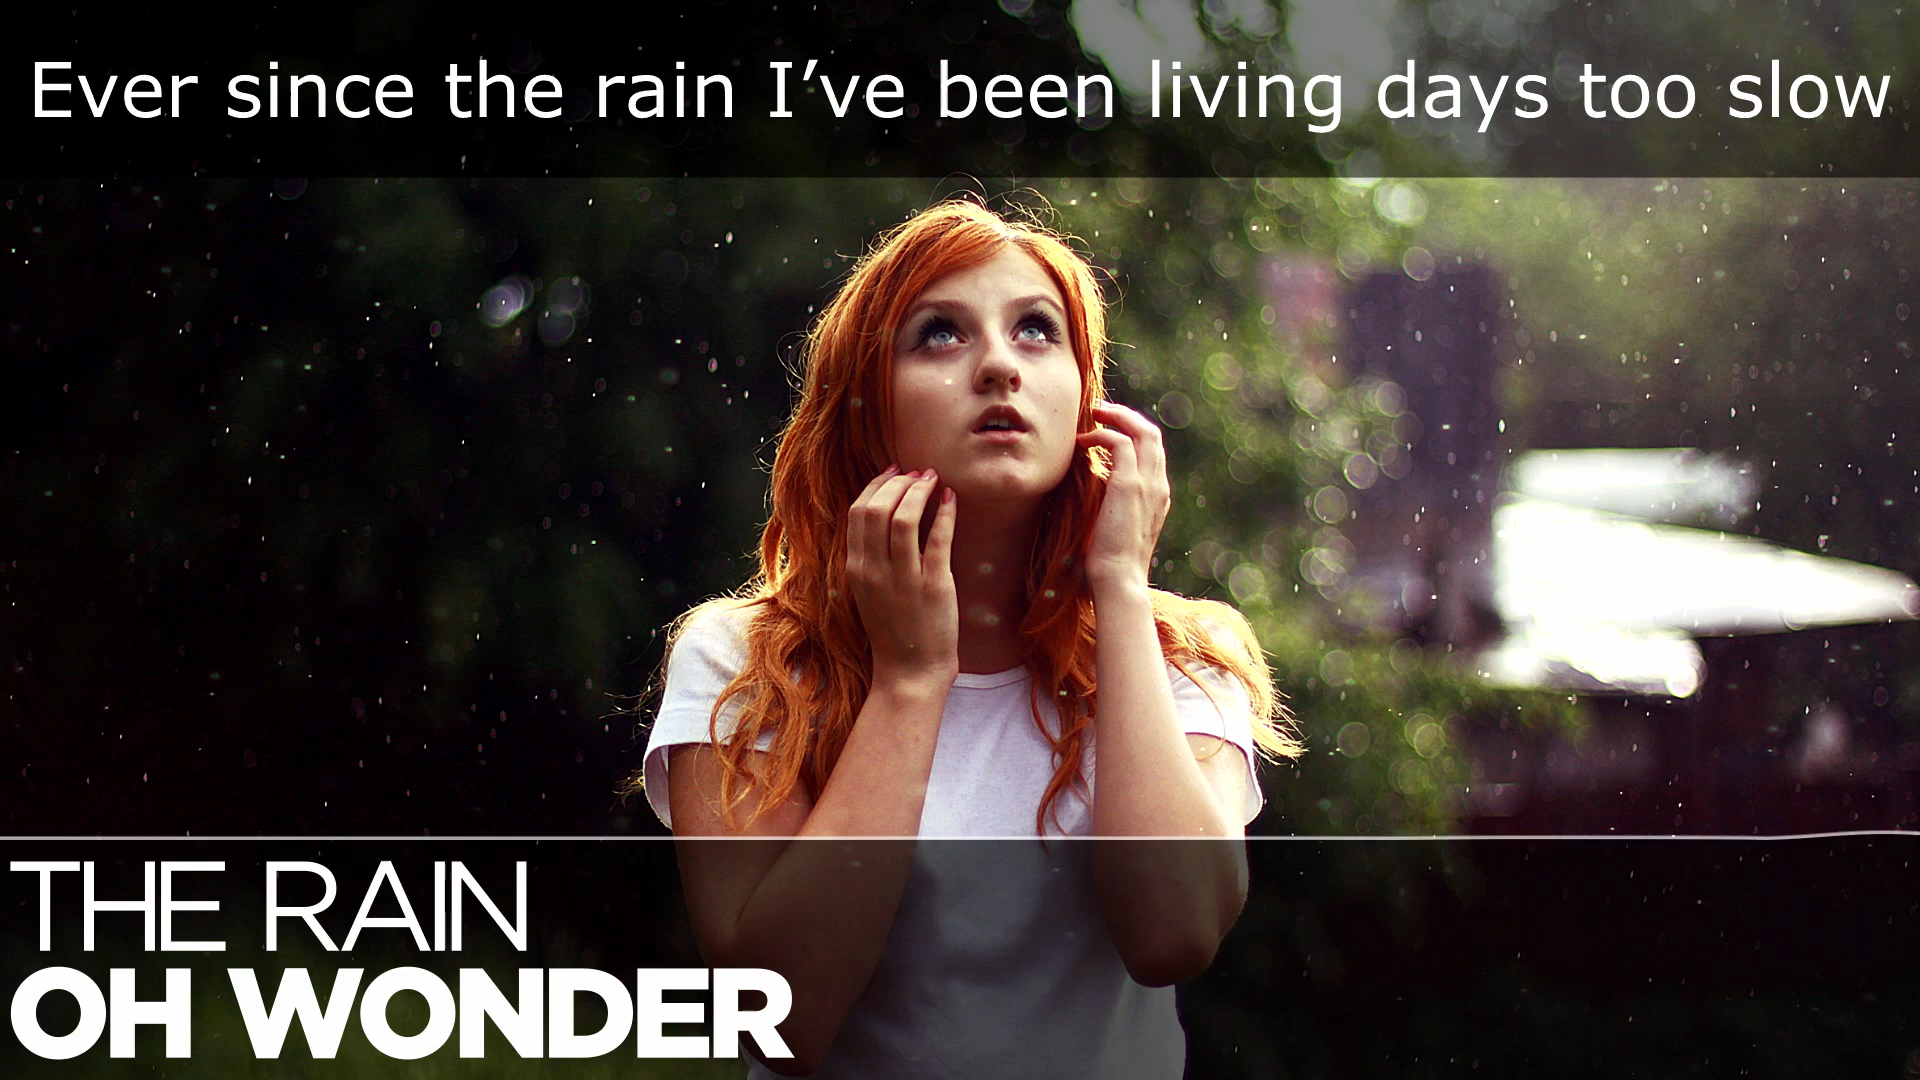 Ever since the rain I’ve been living days too slow
THE RAIN
OH WONDER